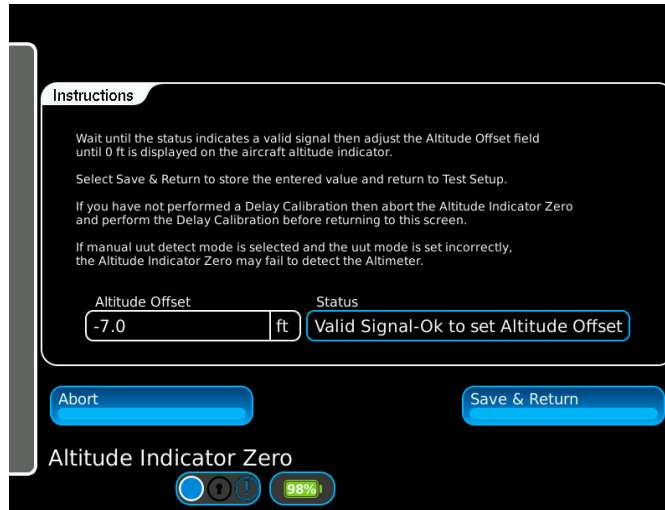 Instructions
Wait until the status indicates a valid signal then adjust the Altitude Offset field
until 0 ft is displayed on the aircraft altitude indicator.
Select Save & Return to store the entered value and return to Test Setup.
If you have not performed a Delay Calibration then abort the Altitude Indicator Zero
and perform the Delay Calibration before returning to this screen.
If manual uut detect mode is selected and the uut mode is set incorrectly,
the Altitude Indicator Zero may fail to detect the Altimeter.
Altitude Offset
Status
-7.0 ft
Valid Signal-Ok to set Altitude Offset
Abort
Save & Return
Altitude Indicator Zero
98%